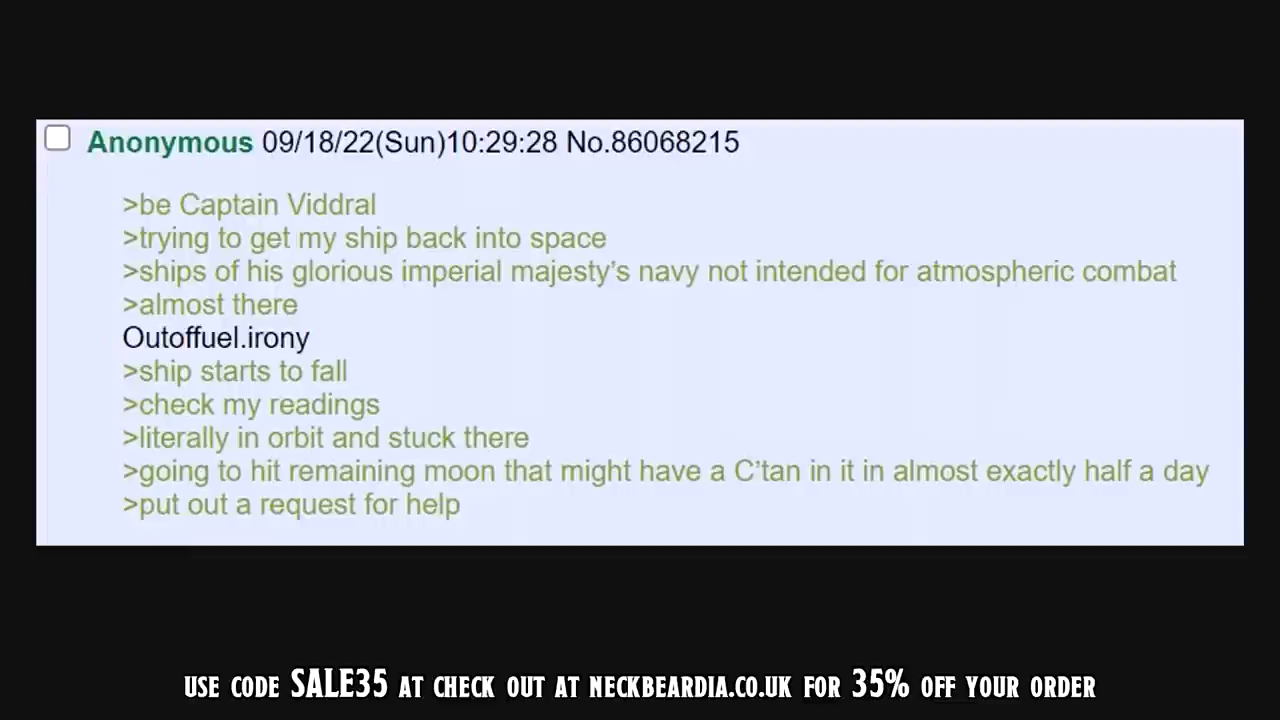 Anonymous 09/18/22(Sun)10:29:28 No.86068215
>be Captain Viddral
>trying to get my ship back into space
>ships of his glorious imperial majesty's navy not intended for atmospheric combat
>almost there
Outoffuel.irony
>ship starts to fall
>check my readings
>literally in orbit and stuck there
>going to hit remaining moon that might have a C'tan in it in almost exactly half a day
>put out a request for help
USE CODE SALE35 AT CHECK OUT AT NECKBEARDIA.CO.UK FOR 35% OFF YOUR ORDER